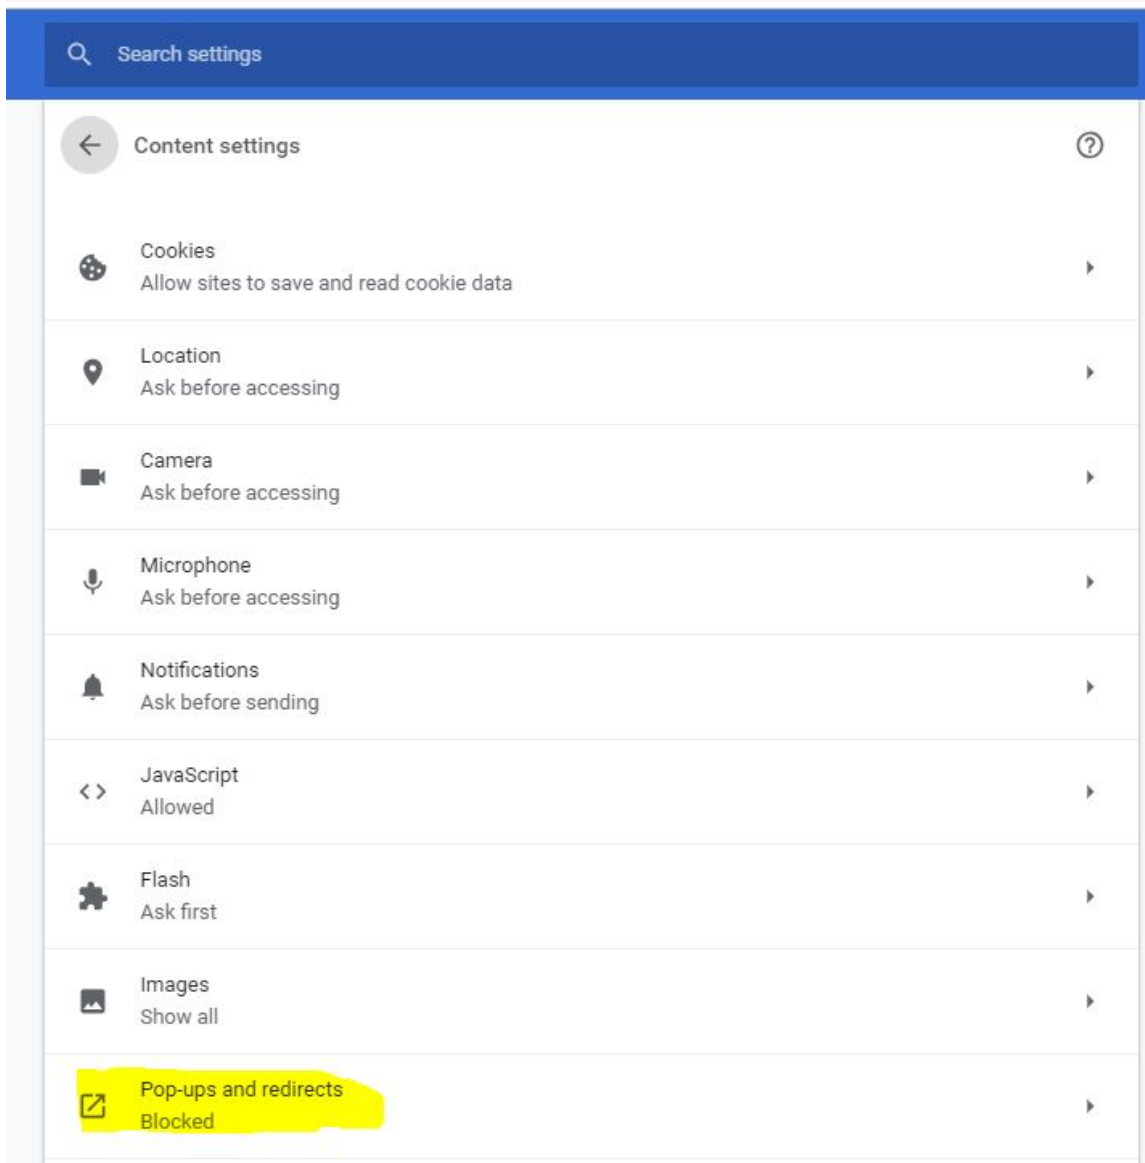 Search settings
Content settings
Cookies
Allow sites to save and read cookie data
Location
Ask before accessing
Camera
Ask before accessing
Microphone
Ask before accessing
Notifications
Ask before sending
JavaScript
Allowed
Flash
Ask first
Images
Show all
Pop-ups and redirects
Blocked